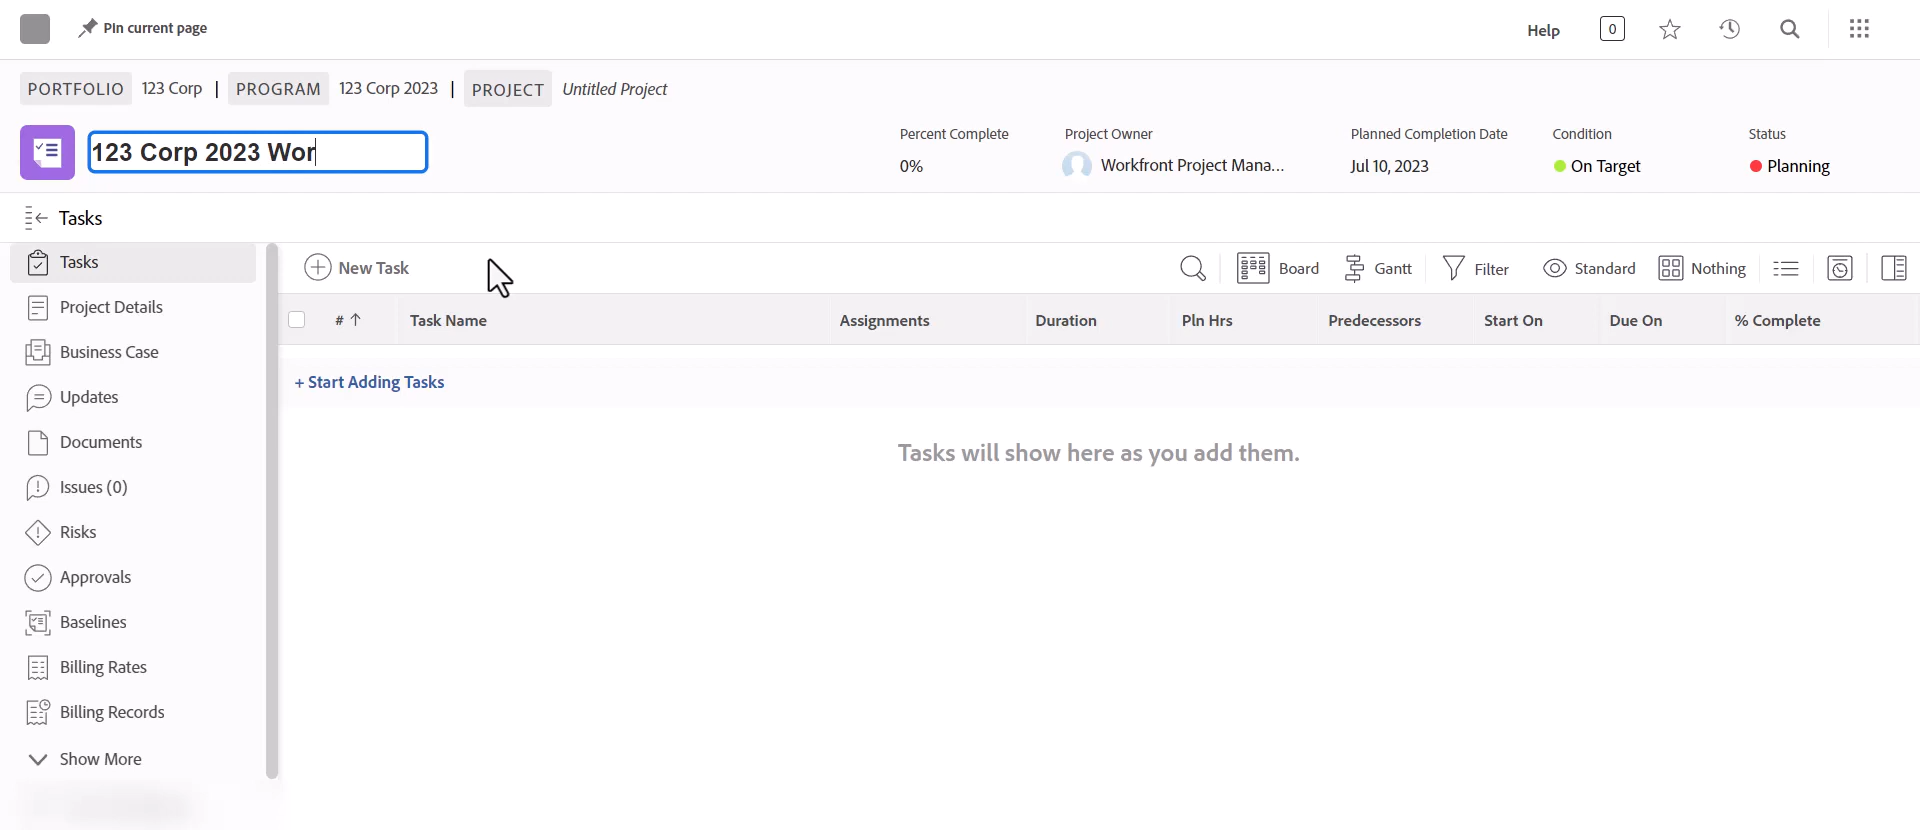 Pin current page
Help
0
PORTFOLIO 123 Corp | PROGRAM 123 Corp 2023 | PROJECT Untitled Project
123 Corp 2023 Wor
Percent Complete
0%
Project Owner
Workfront Project Mana...
Planned Completion Date
Jul 10, 2023
Condition
On Target
Status
Planning
Tasks
Tasks
Project Details
Business Case
Updates
Documents
Issues (0)
Risks
Approvals
Baselines
Billing Rates
Billing Records
Show More
New Task
Board
Gantt
Filter
Standard
Nothing
# Task Name Assignments Duration Pln Hrs Predecessors Start On Due On % Complete
+ Start Adding Tasks
Tasks will show here as you add them.